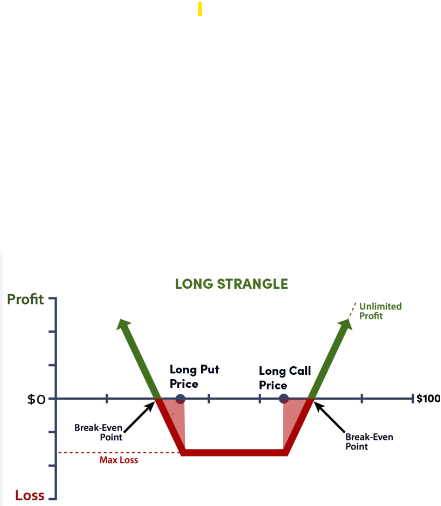 LONG STRANGLE
Profit
Unlimited
Profit
Long Put
Price
Long Call
Price
$0
$100
Break-Even
Point
Break-Even
Point
Max Loss
Loss